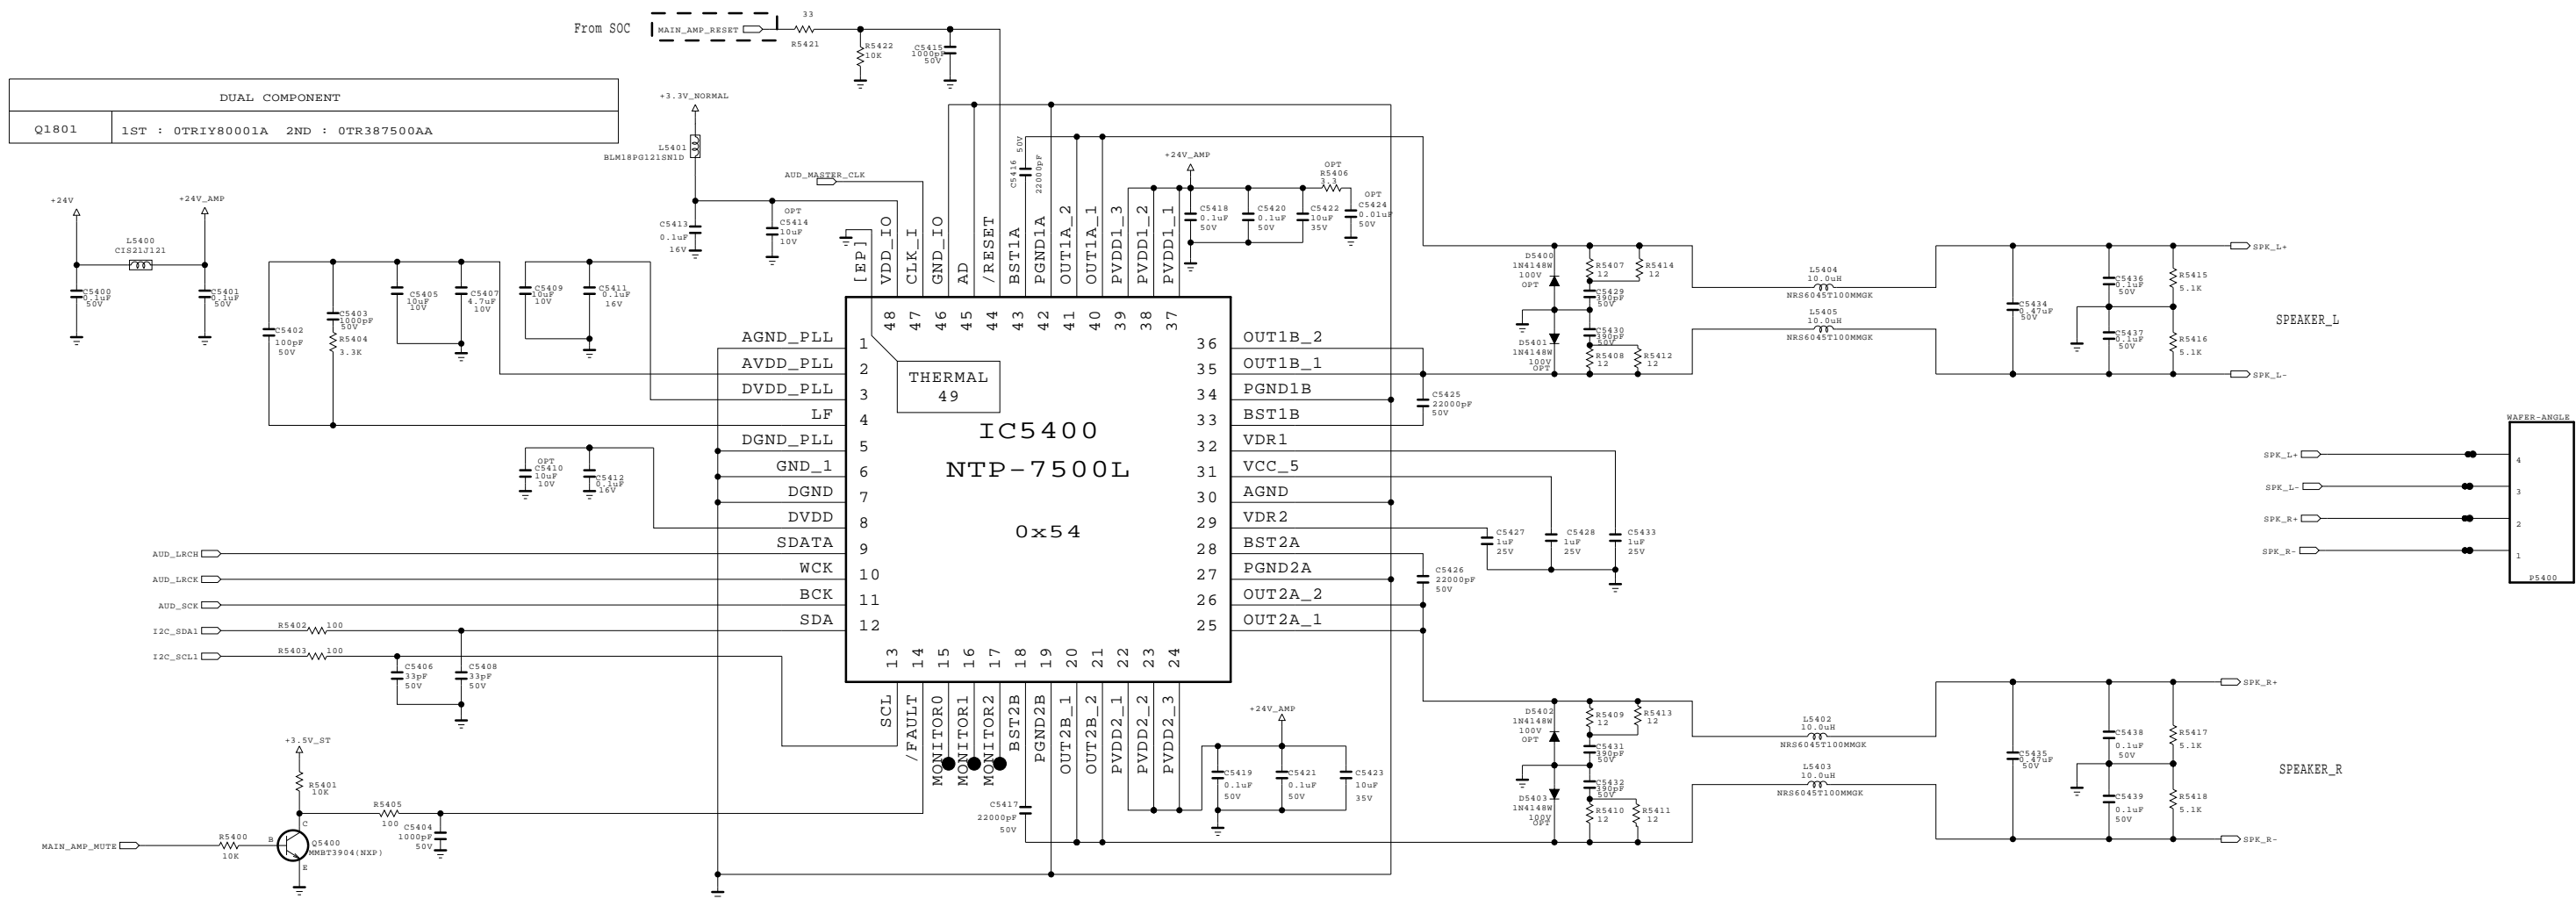 From SOC
MAIN_AMP_RESET
33
R5421
R5422
10K
C5415
1000pF
50V
DUAL COMPONENT
Q1801
1ST : 0TRIY80001A 2ND : 0TR387500AA
+3.3V_NORMAL
L5401
BLM18PG121SN1D
AUD_MASTER_CLK
C5413
0.1uF
16V
OPT
C5414
10uF
10V
C5416
22000pF
50V
+24V_AMP
C5418
0.1uF
50V
C5420
0.1uF
50V
C5422
10uF
35V
OPT
R5406
3.3
OPT
C5424
0.01uF
50V
+24V
+24V_AMP
L5400
CIS21J121
C5400
0.1uF
50V
C5401
0.1uF
50V
C5402
100pF
50V
C5403
1000pF
50V
R5404
3.3K
C5405
10uF
10V
C5407
4.7uF
10V
C5409
10uF
10V
C5411
0.1uF
16V
OPT
C5410
10uF
10V
C5412
0.1uF
16V
[EP]
VDD_IO
CLK_I
GND_IO
AD
/RESET
BST1A
PGND1A
OUT1A_2
OUT1A_1
PVDD1_3
PVDD1_2
PVDD1_1
48
47
46
45
44
43
42
41
40
39
38
37
AGND_PLL 1
AVDD_PLL 2
DVDD_PLL 3
LF 4
DGND_PLL 5
GND_1 6
DGND 7
DVDD 8
SDATA 9
WCK 10
BCK 11
SDA 12
THERMAL
49
IC5400
NTP-7500L
0x54
36 OUT1B_2
35 OUT1B_1
34 PGND1B
33 BST1B
32 VDR1
31 VCC_5
30 AGND
29 VDR2
28 BST2A
27 PGND2A
26 OUT2A_2
25 OUT2A_1
13
14
15
16
17
18
19
20
21
22
23
24
SCL
/FAULT
MONITOR0
MONITOR1
MONITOR2
BST2B
PGND2B
OUT2B_1
OUT2B_2
PVDD2_1
PVDD2_2
PVDD2_3
AUD_LRCH
AUD_LRCK
AUD_SCK
I2C_SDA1
R5402 100
I2C_SCL1
R5403 100
C5406
33pF
50V
C5408
33pF
50V
+3.5V_ST
R5401
10K
R5405
100
C5404
1000pF
50V
MAIN_AMP_MUTE
R5400
10K
B
C
E
Q5400
MMBT3904(NXP)
C5417
22000pF
50V
+24V_AMP
C5419
0.1uF
50V
C5421
0.1uF
50V
C5423
10uF
35V
C5425
22000pF
50V
C5426
22000pF
50V
C5427
1uF
25V
C5428
1uF
25V
C5433
1uF
25V
D5400
1N4148W
100V
OPT
R5407
12
R5414
12
C5429
390pF
50V
C5430
390pF
50V
D5401
1N4148W
100V
OPT
R5408
12
R5412
12
L5404
10.0uH
NRS6045T100MMGK
L5405
10.0uH
NRS6045T100MMGK
C5434
0.47uF
50V
C5436
0.1uF
50V
C5437
0.1uF
50V
R5415
5.1K
R5416
5.1K
SPK_L+
SPK_L-
SPEAKER_L
WAFER-ANGLE
SPK_L+
4
SPK_L-
3
SPK_R+
2
SPK_R-
1
P5400
D5402
1N4148W
100V
OPT
R5409
12
R5413
12
C5431
390pF
50V
C5432
390pF
50V
D5403
1N4148W
100V
OPT
R5410
12
R5411
12
L5402
10.0uH
NRS6045T100MMGK
L5403
10.0uH
NRS6045T100MMGK
C5435
0.47uF
50V
C5438
0.1uF
50V
C5439
0.1uF
50V
R5417
5.1K
R5418
5.1K
SPK_R+
SPK_R-
SPEAKER_R